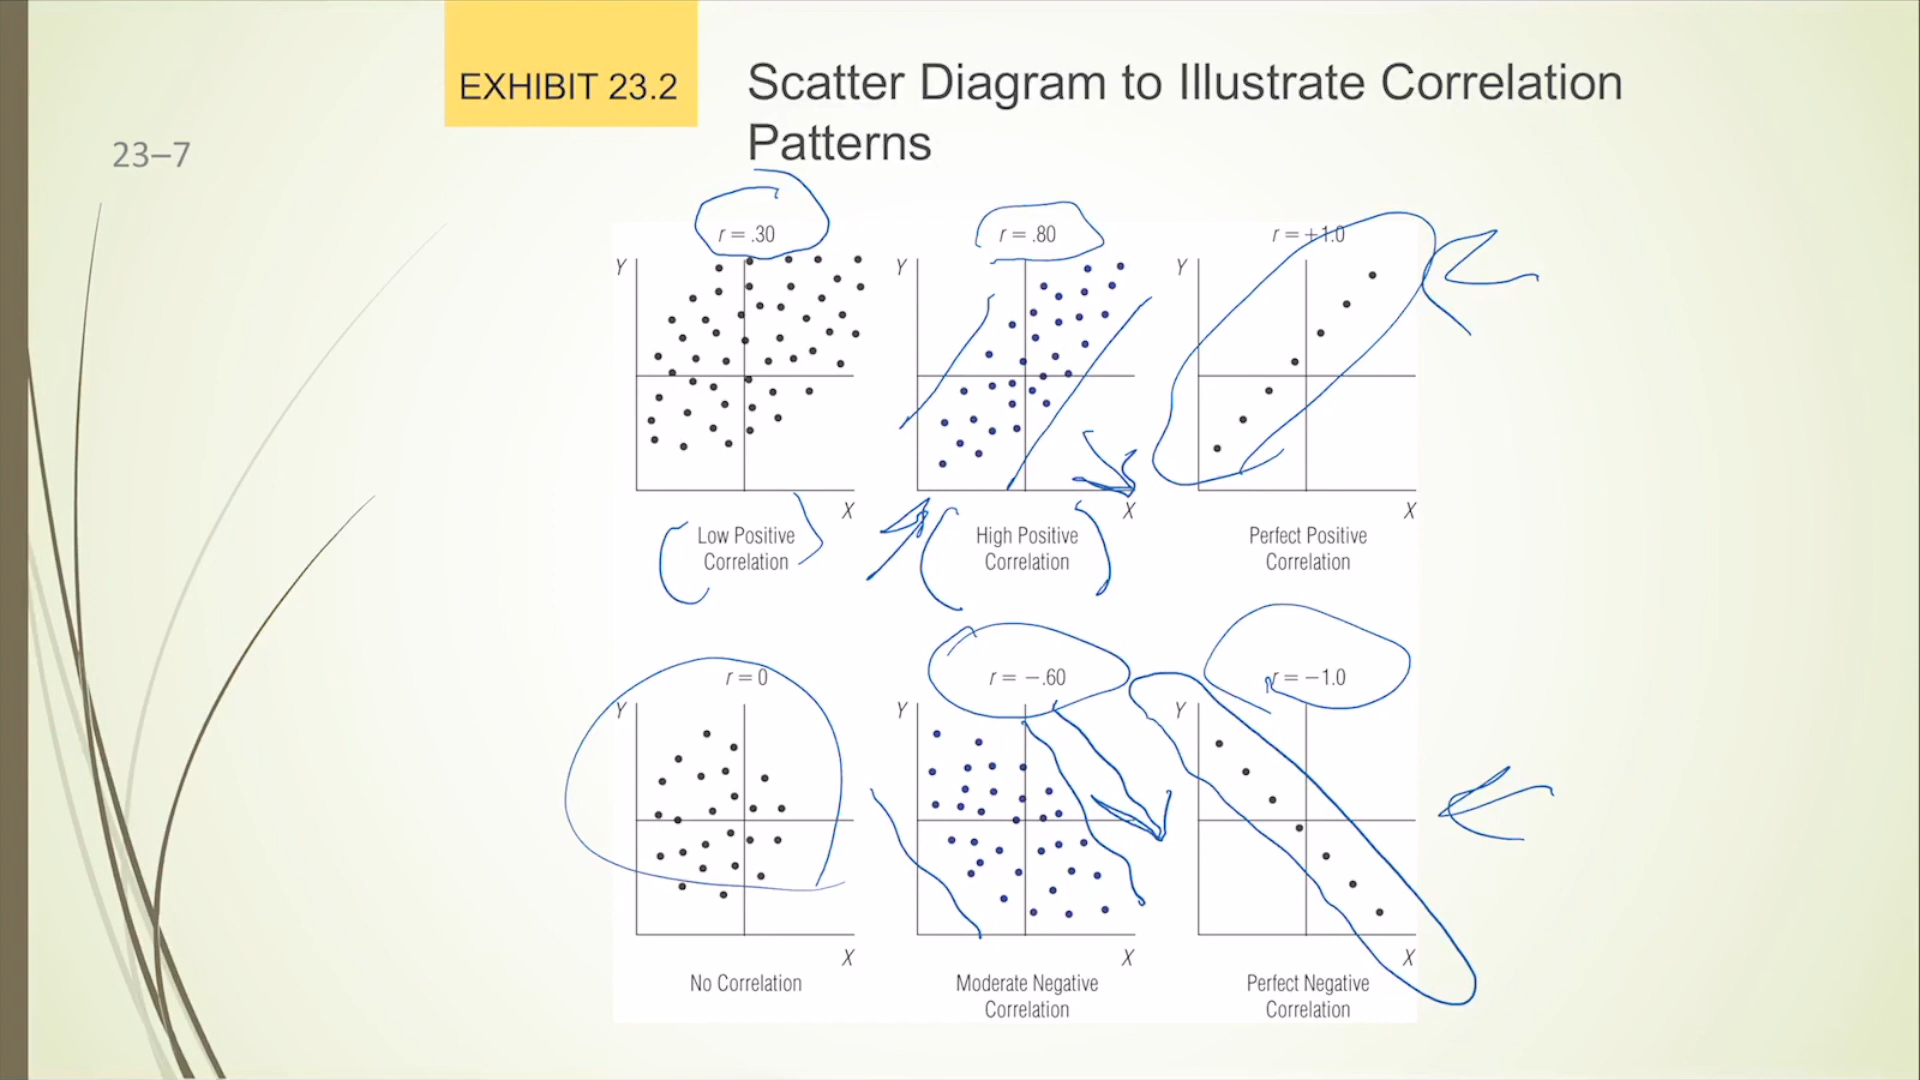 EXHIBIT 23.2
Scatter Diagram to Illustrate Correlation
Patterns
23–7
r = .30
r = .80
r = +1.0
Y
Y
Y
X
X
X
Low Positive
Correlation
High Positive
Correlation
Perfect Positive
Correlation
r = 0
r = −.60
r = −1.0
Y
Y
Y
X
X
X
No Correlation
Moderate Negative
Correlation
Perfect Negative
Correlation